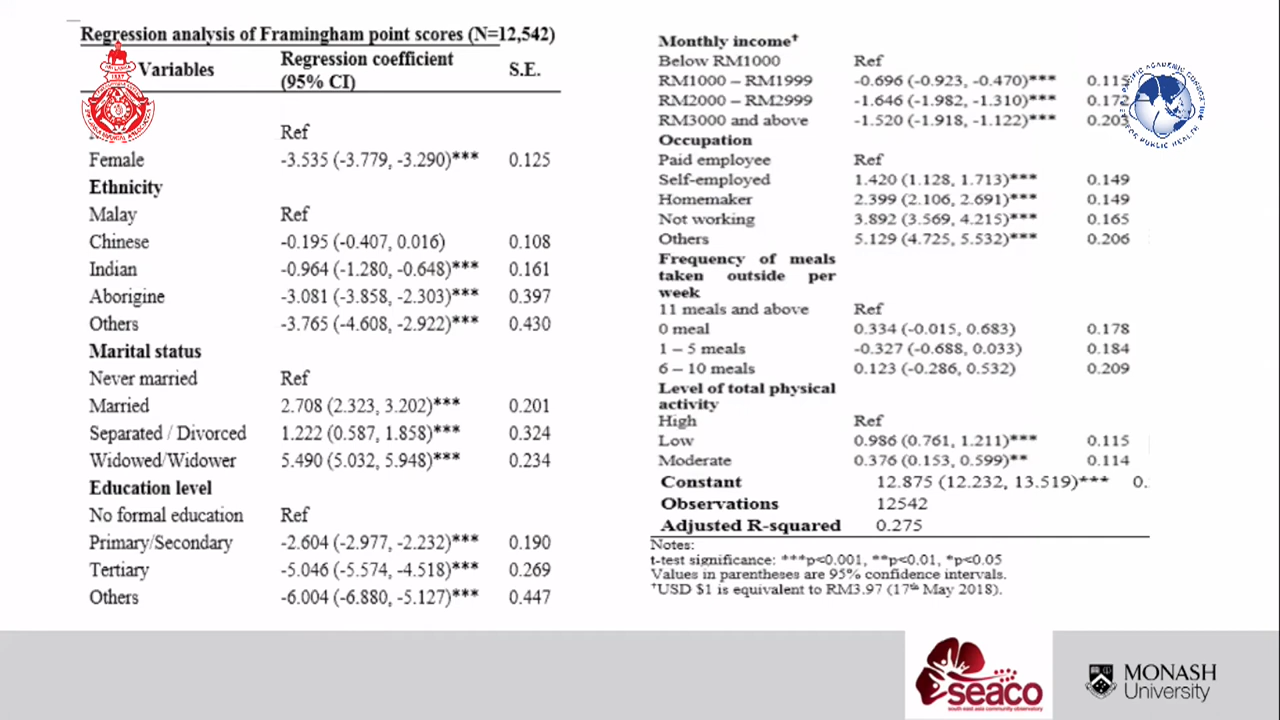 Regression analysis of Framingham point scores (N=12,542)
Variables Regression coefficient (95% CI) S.E.
Ref
Female -3.535 (-3.779, -3.290)*** 0.125
Ethnicity
Malay Ref
Chinese -0.195 (-0.407, 0.016) 0.108
Indian -0.964 (-1.280, -0.648)*** 0.161
Aborigine -3.081 (-3.858, -2.303)*** 0.397
Others -3.765 (-4.608, -2.922)*** 0.430
Marital status
Never married Ref
Married 2.708 (2.323, 3.202)*** 0.201
Separated / Divorced 1.222 (0.587, 1.858)*** 0.324
Widowed/Widower 5.490 (5.032, 5.948)*** 0.234
Education level
No formal education Ref
Primary/Secondary -2.604 (-2.977, -2.232)*** 0.190
Tertiary -5.046 (-5.574, -4.518)*** 0.269
Others -6.004 (-6.880, -5.127)*** 0.447
Monthly income†
Below RM1000 Ref
RM1000 – RM1999 -0.696 (-0.923, -0.470)*** 0.115
RM2000 – RM2999 -1.646 (-1.982, -1.310)*** 0.172
RM3000 and above -1.520 (-1.918, -1.122)*** 0.203
Occupation
Paid employee Ref
Self-employed 1.420 (1.128, 1.713)*** 0.149
Homemaker 2.399 (2.106, 2.691)*** 0.149
Not working 3.892 (3.569, 4.215)*** 0.165
Others 5.129 (4.725, 5.532)*** 0.206
Frequency of meals
taken outside per
week
11 meals and above Ref
0 meal 0.334 (-0.015, 0.683) 0.178
1 – 5 meals -0.327 (-0.688, 0.033) 0.184
6 – 10 meals 0.123 (-0.286, 0.532) 0.209
Level of total physical
activity
High Ref
Low 0.986 (0.761, 1.211)*** 0.115
Moderate 0.376 (0.153, 0.599)** 0.114
Constant 12.875 (12.232, 13.519)*** 0.
Observations 12542
Adjusted R-squared 0.275
Notes:
t-test significance: ***p<0.001, **p<0.01, *p<0.05
Values in parentheses are 95% confidence intervals.
†USD $1 is equivalent to RM3.97 (17th May 2018).
seaco
south east asia community observatory
MONASH
University